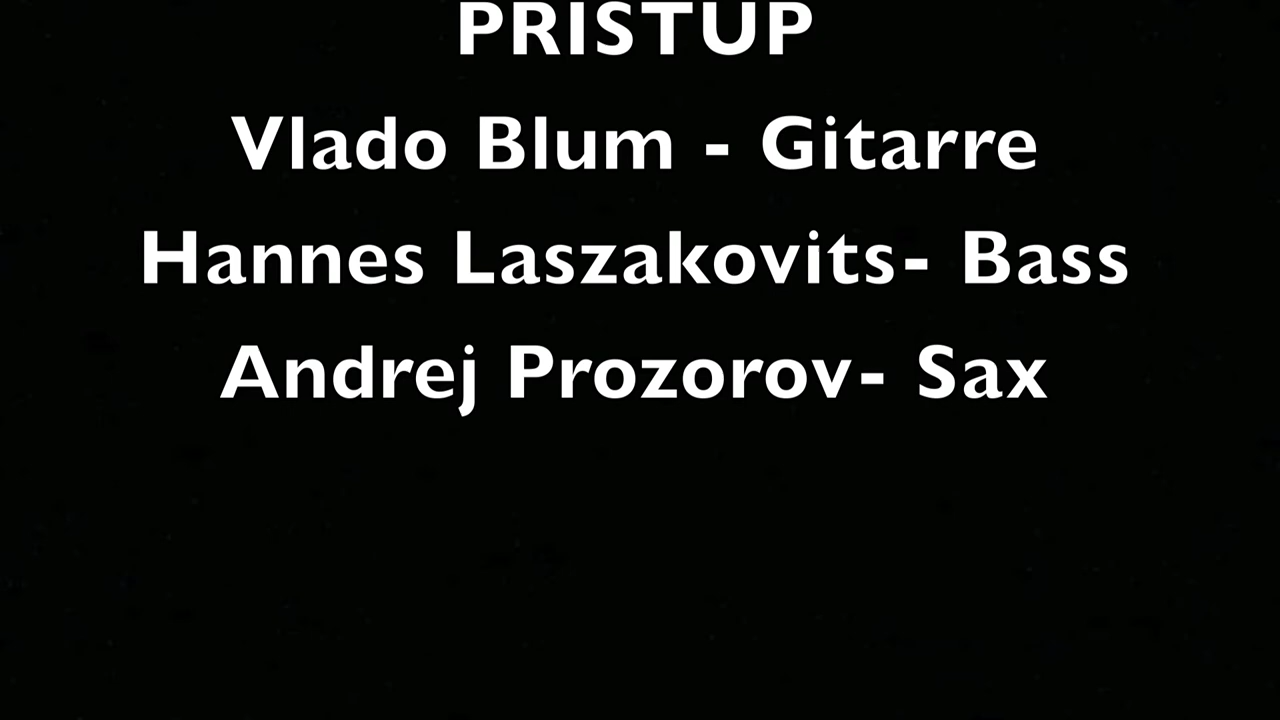 PRISTUP
Vlado Blum - Gitarre
Hannes Laszakovits- Bass
Andrej Prozorov- Sax